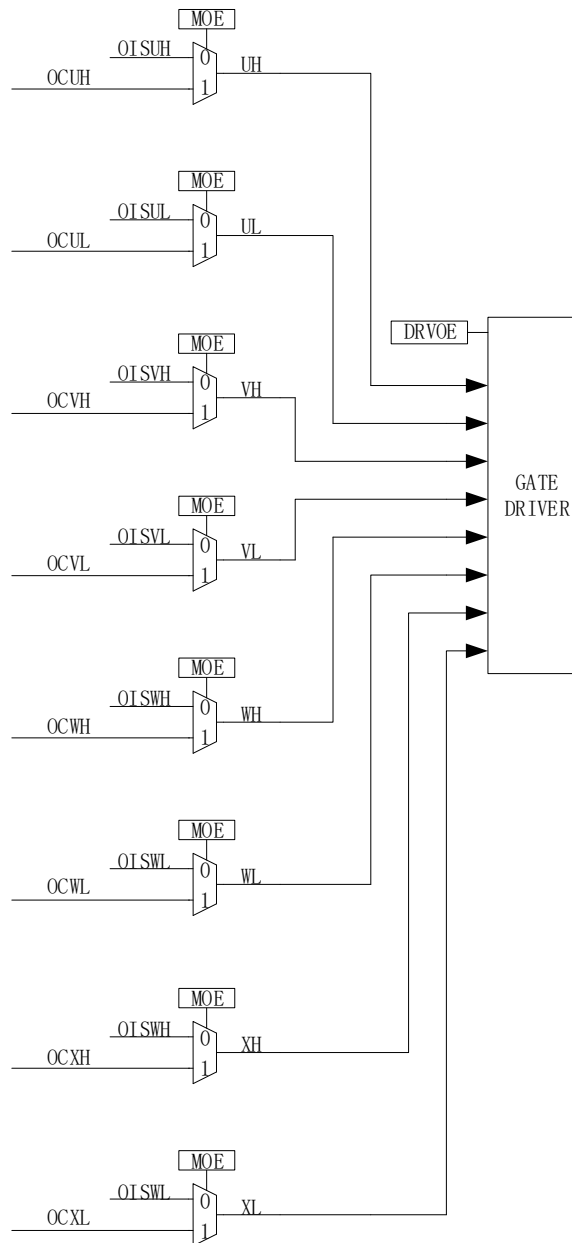 MOE
OISUH
0
UH
OCUH
1
MOE
OISUL
0
UL
OCUL
1
DRVOE
MOE
OISVH
0
VH
OCVH
1
GATE
DRIVER
MOE
OISVL
0
VL
OCVL
1
MOE
OISWH
0
WH
OCWH
1
MOE
OISWL
0
WL
OCWL
1
MOE
OISWH
0
XH
OCXH
1
MOE
OISWL
0
XL
OCXL
1